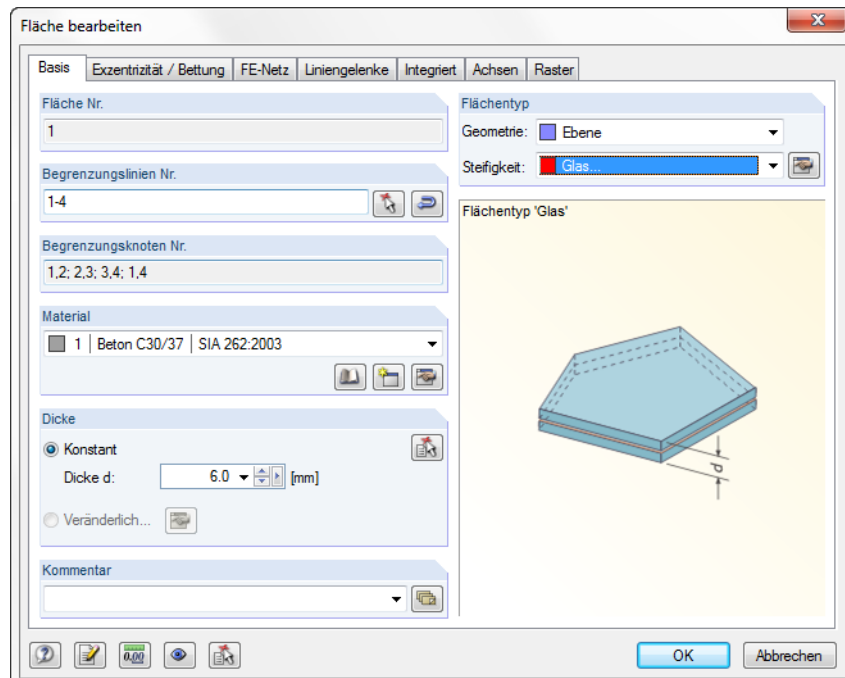 Fläche bearbeiten
Basis Exzentrizität / Bettung FE-Netz Liniengelenke Integriert Achsen Raster
Fläche Nr.
1
Begrenzungslinien Nr.
1-4
Begrenzungsknoten Nr.
1,2; 2,3; 3,4; 1,4
Material
1 Beton C30/37 SIA 262:2003
Dicke
Konstant
Dicke d: 6.0 [mm]
Veränderlich...
Kommentar
Flächentyp
Geometrie: Ebene
Steifigkeit: Glas...
Flächentyp 'Glas'
d
0.00
OK Abbrechen